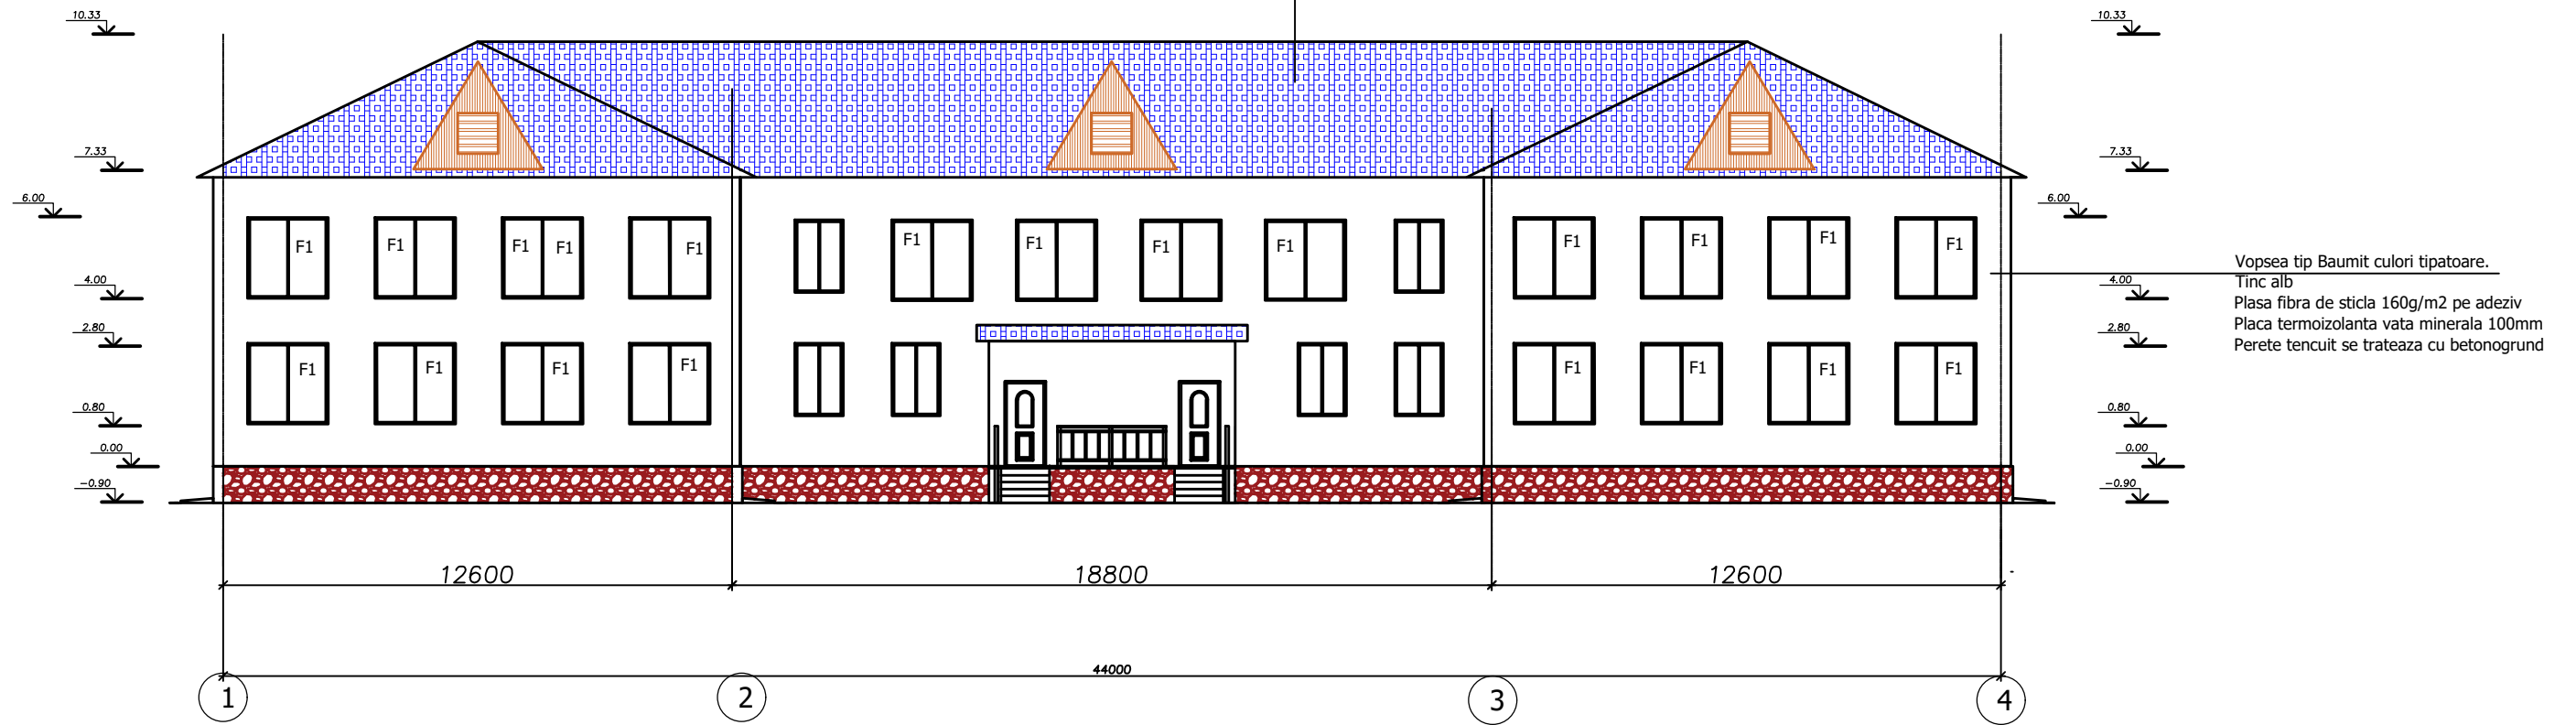 10.33
10.33
7.33
7.33
6.00
6.00
F1
F1
F1
F1
F1
F1
F1
F1
F1
F1
F1
F1
F1
Vopsea tip Baumit culori tipatoare.
Tinc alb
Plasa fibra de sticla 160g/m2 pe adeziv
Placa termoizolanta vata minerala 100mm
Perete tencuit se trateaza cu betonogrund
4.00
4.00
2.80
2.80
F1
F1
F1
F1
F1
F1
F1
F1
0.80
0.80
0.00
0.00
-0.90
-0.90
12600
18800
12600
44000
1
2
3
4